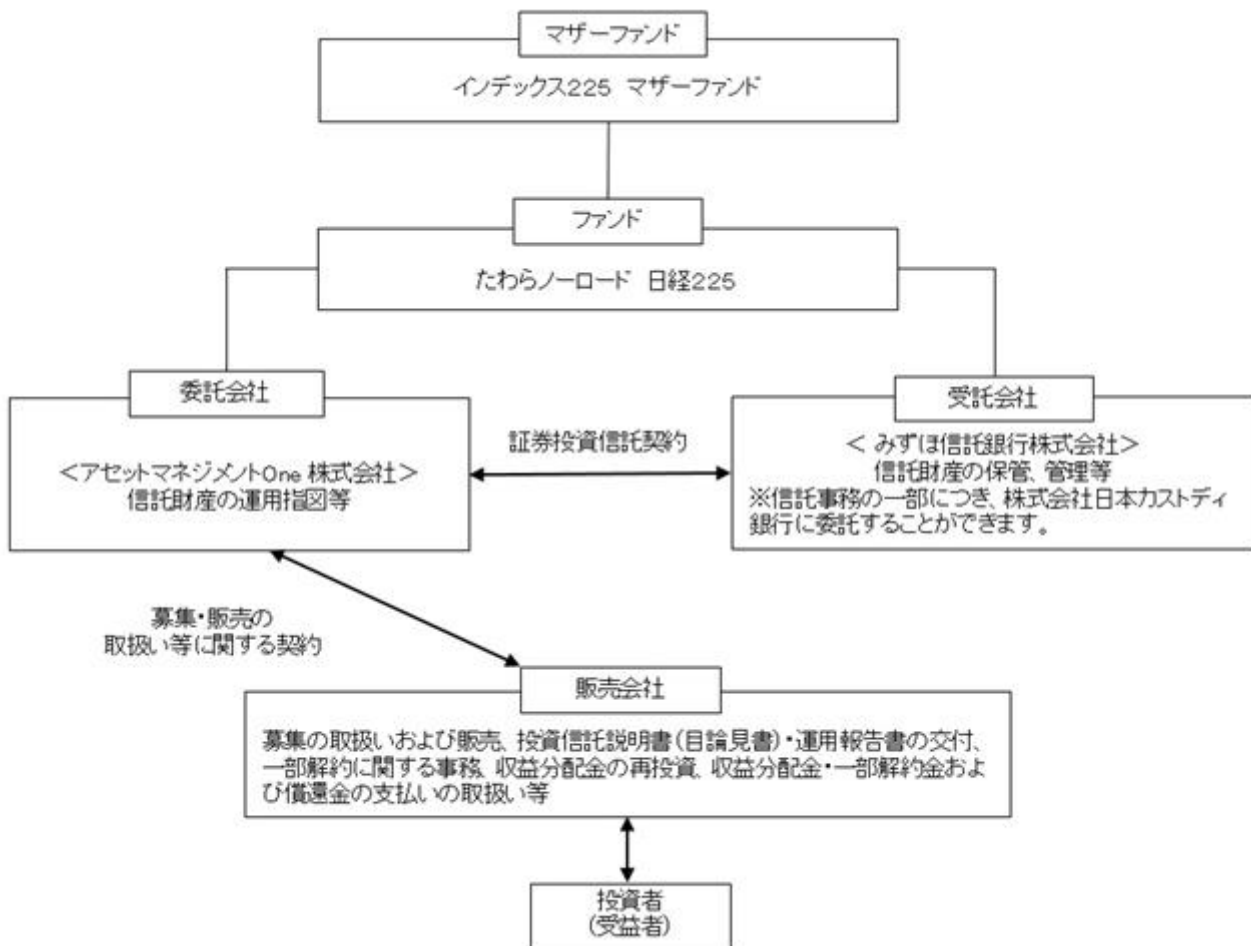 マザーファンド
インデックス225 マザーファンド
ファンド
たわらノーロード 日経225
委託会社
<アセットマネジメントOne 株式会社>
信託財産の運用指図等
証券投資信託契約
受託会社
< みずほ信託銀行株式会社>
信託財産の保管、管理等
※信託事務の一部につき、株式会社日本カストディ
銀行に委託することができます。
募集・販売の
取扱い等に関する契約
販売会社
募集の取扱いおよび販売、投資信託説明書(目論見書)・運用報告書の交付、
一部解約に関する事務、収益分配金の再投資、収益分配金・一部解約金およ
び償還金の支払いの取扱い等
投資者
(受益者)